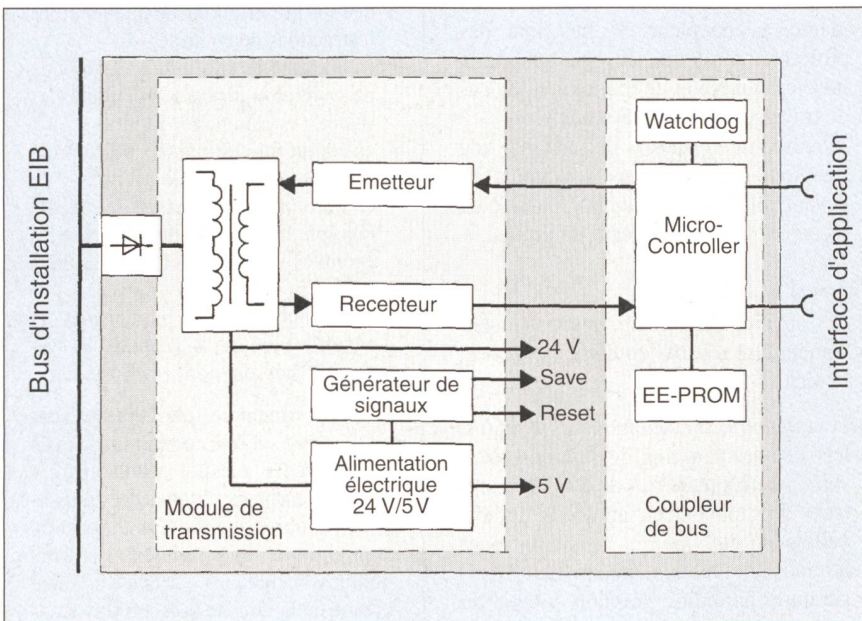 Bus d'installation EIB
Emetteur
Recepteur
24 V
Générateur de
signaux
Save
Reset
Alimentation
électrique
24 V/5 V
5 V
Module de
transmission
Watchdog
Micro-
Controller
EE-PROM
Coupleur
de bus
Interface d'application